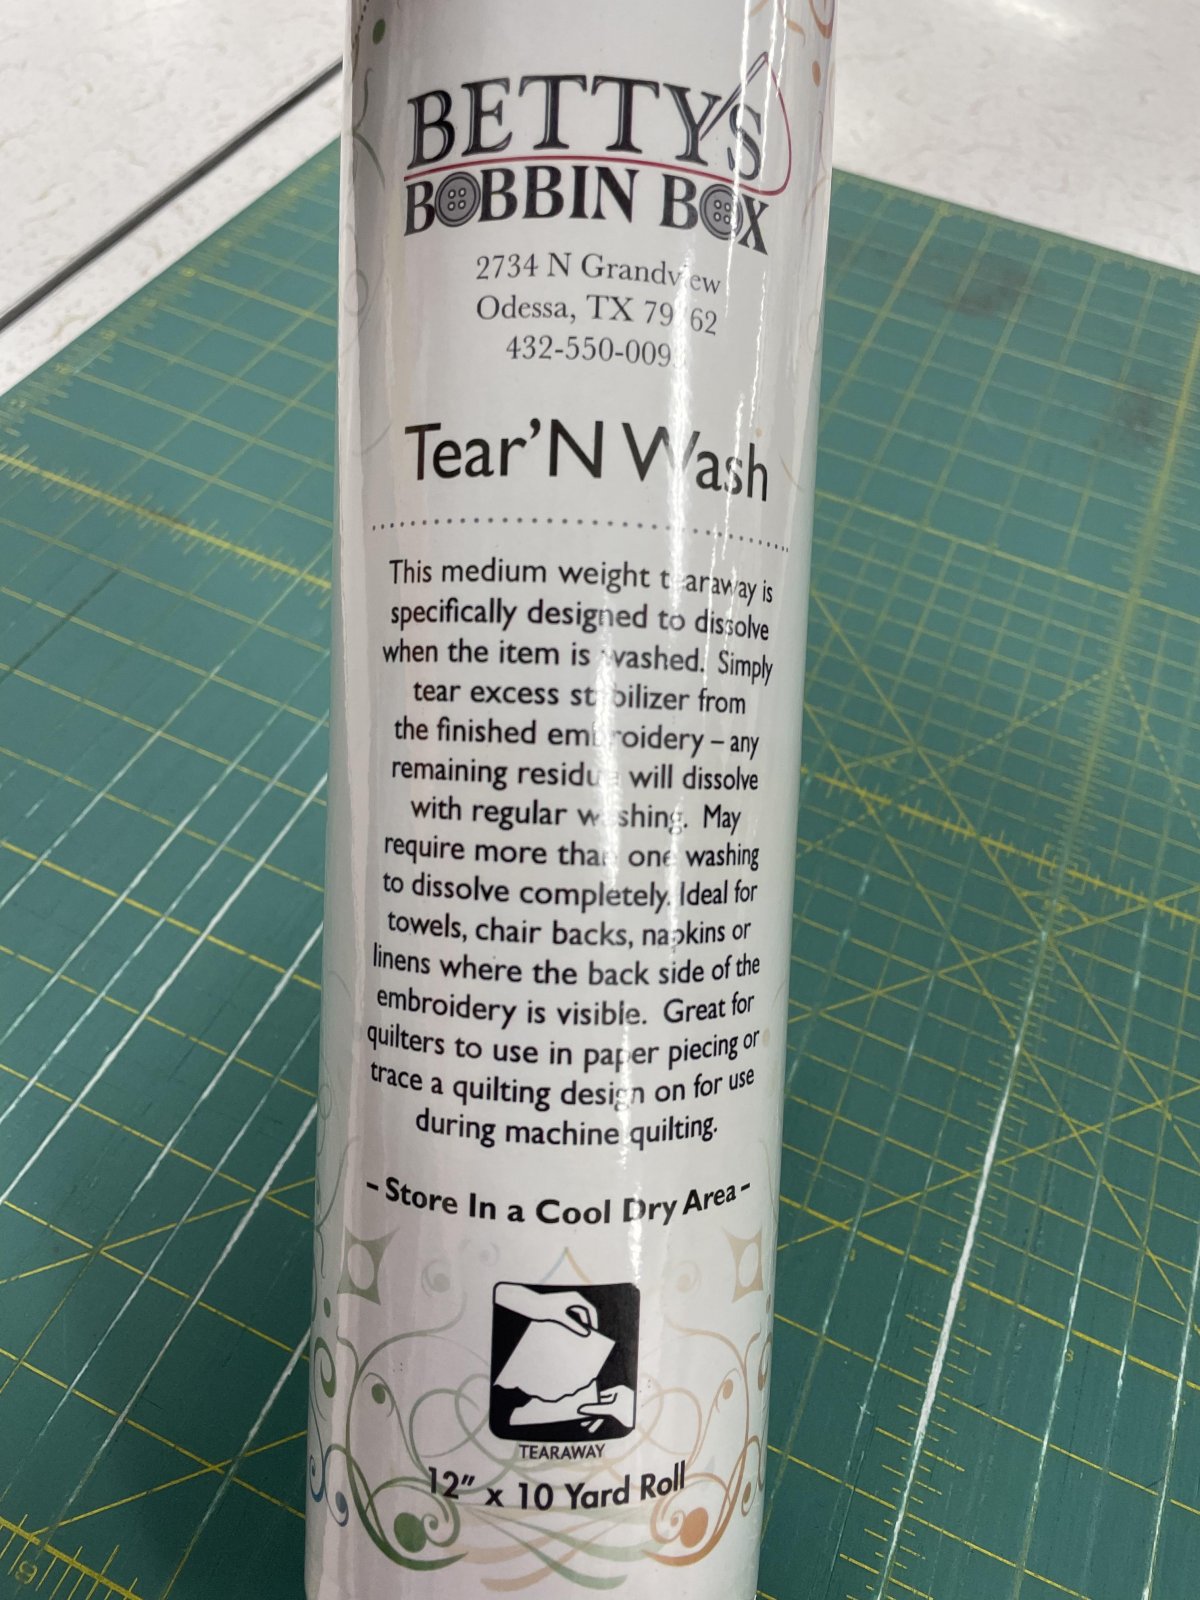 BETTY'S
BOBBIN BOX
2734 N Grandview
Odessa, TX
432-550-009
Tear'N Wash
This medium weight tearaway is
specifically designed to dissolve
when the item is washed. Simply
tear excess stabilizer from
the finished embroidery – any
remaining residue will dissolve
with regular washing. May
require more than one washing
to dissolve completely. Ideal for
towels, chair backs, napkins or
linens where the back side of the
embroidery is visible. Great for
quilters to use in paper piecing or
trace a quilting design on for use
during machine quilting.
- Store In a Cool Dry Area -
TEARAWAY
12" x 10 Yard Roll